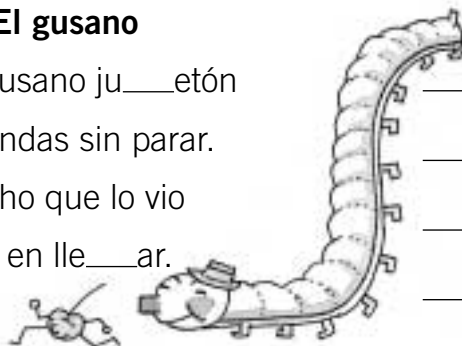 El gusano
usano ju___etón
ndas sin parar.
ho que lo vio
en lle___ar.